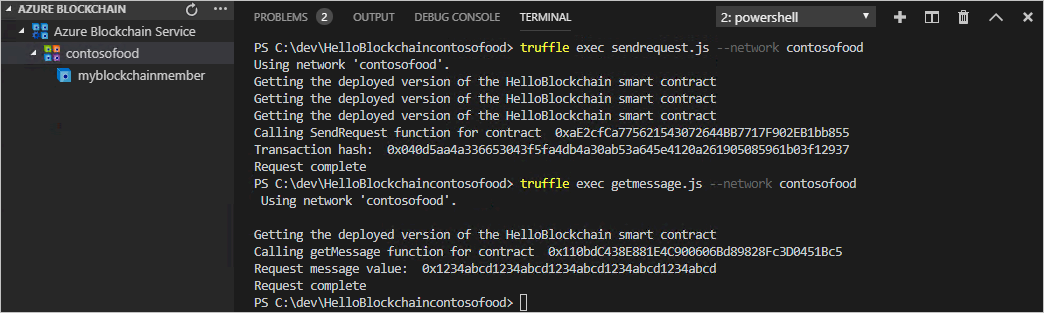 AZURE BLOCKCHAIN
Azure Blockchain Service
contosofood
myblockchainmember
PROBLEMS 2 OUTPUT DEBUG CONSOLE TERMINAL 2: powershell
PS C:\dev\HelloBlockchaincontosofood> truffle exec sendrequest.js --network contosofood
Using network 'contosofood'.
Getting the deployed version of the HelloBlockchain smart contract
Getting the deployed version of the HelloBlockchain smart contract
Getting the deployed version of the HelloBlockchain smart contract
Calling SendRequest function for contract  0xaE2cfCa775621543072644BB7717F902EB1bb855
Transaction hash:  0x040d5aa4a336653043f5fa4db4a30ab53a645e4120a261905085961b03f12937
Request complete
PS C:\dev\HelloBlockchaincontosofood> truffle exec getmessage.js --network contosofood
Using network 'contosofood'.
Getting the deployed version of the HelloBlockchain smart contract
Calling getMessage function for contract  0x110bdC438E881E4C900606Bd89828Fc3D0451Bc5
Request message value:  0x1234abcd1234abcd1234abcd1234abcd1234abcd
Request complete
PS C:\dev\HelloBlockchaincontosofood>